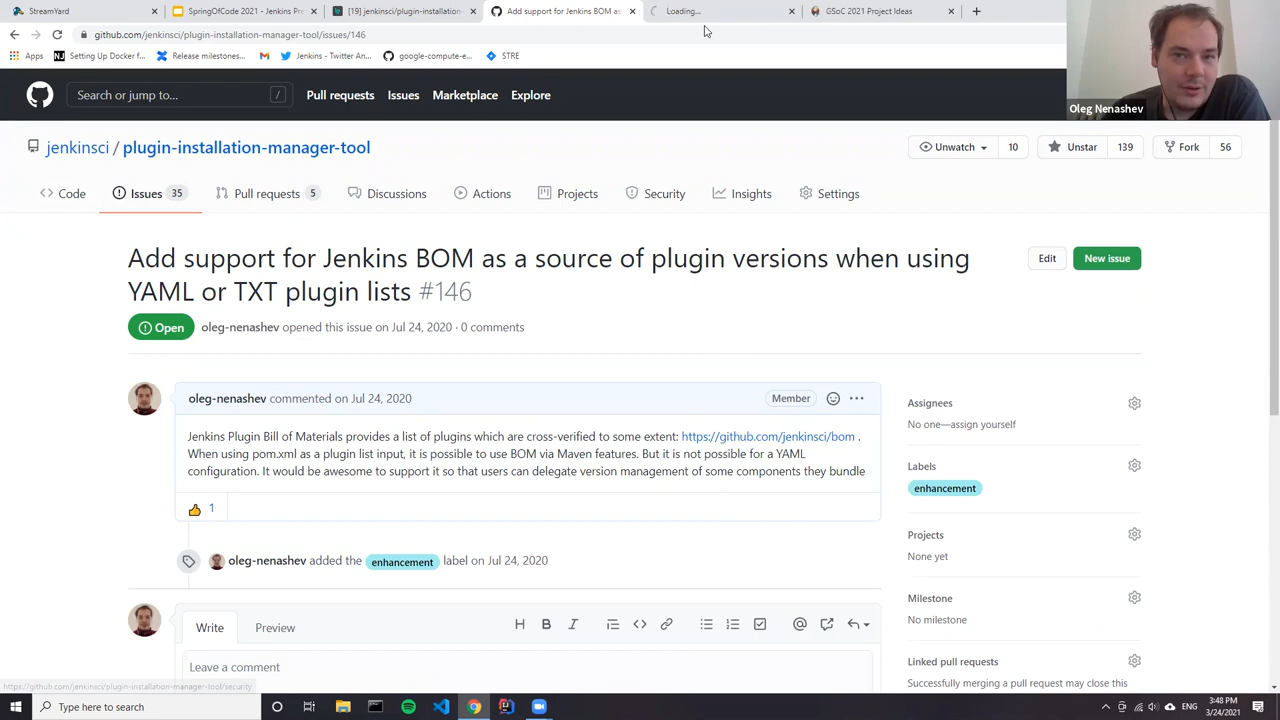 StreamYard
SpringOfCode 2021 - Jenkins Pre
[19] jenkinsci/plugin-installation-
Add support for Jenkins BOM as
Loading...
GSoC 2021 Project Ideas
github.com/jenkinsci/plugin-installation-manager-tool/issues/146
Apps
Setting Up Docker f...
Release milestones...
Jenkins - Twitter An...
google-compute-e...
STRE
Oleg Nenashev
Search or jump to...
/
Pull requests
Issues
Marketplace
Explore
jenkinsci / plugin-installation-manager-tool
Unwatch
10
Unstar
139
Fork
56
Code
Issues
35
Pull requests
5
Discussions
Actions
Projects
Security
Insights
Settings
Add support for Jenkins BOM as a source of plugin versions when using
YAML or TXT plugin lists #146
Edit
New issue
Open
oleg-nenashev opened this issue on Jul 24, 2020 · 0 comments
oleg-nenashev commented on Jul 24, 2020
Member
Jenkins Plugin Bill of Materials provides a list of plugins which are cross-verified to some extent: https://github.com/jenkinsci/bom .
When using pom.xml as a plugin list input, it is possible to use BOM via Maven features. But it is not possible for a YAML
configuration. It would be awesome to support it so that users can delegate version management of some components they bundle
1
oleg-nenashev added the enhancement label on Jul 24, 2020
Write
Preview
Leave a comment
Assignees
No one—assign yourself
Labels
enhancement
Projects
None yet
Milestone
No milestone
Linked pull requests
Successfully merging a pull request may close this
https://github.com/jenkinsci/plugin-installation-manager-tool/security
Type here to search
ENG
3:48 PM
3/24/2021